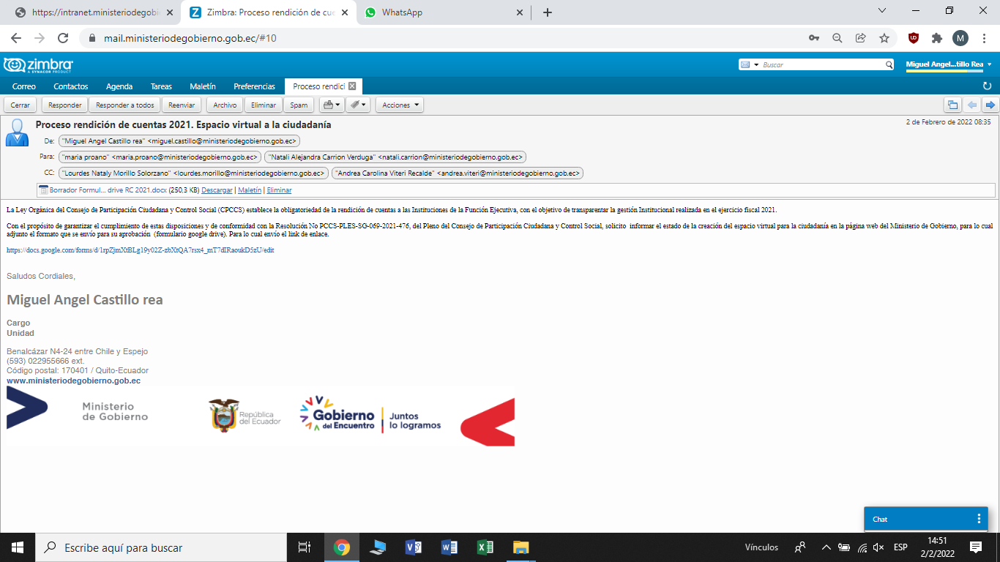 https://intranet.ministeriodegobi
Zimbra: Proceso rendición de cue
WhatsApp
mail.ministeriodegobierno.gob.ec/#10
M
zimbra
A SYNACOR PRODUCT
Buscar
Miguel Angel...tillo Rea
Correo Contactos Agenda Tareas Maletín Preferencias Proceso rendici
Cerrar Responder Responder a todos Reenviar Archivo Eliminar Spam Acciones
Proceso rendición de cuentas 2021. Espacio virtual a la ciudadanía
2 de Febrero de 2022 08:35
De: "Miguel Angel Castillo rea" <miguel.castillo@ministeriodegobierno.gob.ec>
Para: "maria proano" <maria.proano@ministeriodegobierno.gob.ec> "Natali Alejandra Carrion Verduga" <natali.carrion@ministeriodegobierno.gob.ec>
CC: "Lourdes Nataly Morillo Solorzano" <lourdes.morillo@ministeriodegobierno.gob.ec> "Andrea Carolina Viteri Recalde" <andrea.viteri@ministeriodegobierno.gob.ec>
Borrador Formul... drive RC 2021.docx (250,3 KB) Descargar | Maletín | Eliminar
La Ley Orgánica del Consejo de Participación Ciudadana y Control Social (CPCCS) establece la obligatoriedad de la rendición de cuentas a las Instituciones de la Función Ejecutiva, con el objetivo de transparentar la gestión Institucional realizada en el ejercicio fiscal 2021.
Con el propósito de garantizar el cumplimiento de estas disposiciones y de conformidad con la Resolución No PCCS-PLES-SG-069-2021-476, del Pleno del Consejo de Participación Ciudadana y Control Social, solicito informar el estado de la creación del espacio virtual para la ciudadanía en la página web del Ministerio de Gobierno, para lo cual
adjunto el formato que se envío para su aprobación (formulario google drive). Para lo cual envío el link de enlace.
https://docs.google.com/forms/d/1rpZjmXtBLg19y02Z-zbXtQA7rsx4_mT7dIRaoukD5zU/edit
Saludos Cordiales,
Miguel Angel Castillo rea
Cargo
Unidad
Benalcázar N4-24 entre Chile y Espejo
(593) 022955666 ext.
Código postal: 170401 / Quito-Ecuador
www.ministeriodegobierno.gob.ec
Ministerio
de Gobierno
República
del Ecuador
Gobierno
del Encuentro
Juntos
lo logramos
Chat
Escribe aquí para buscar
Vínculos
ESP
14:51
2/2/2022